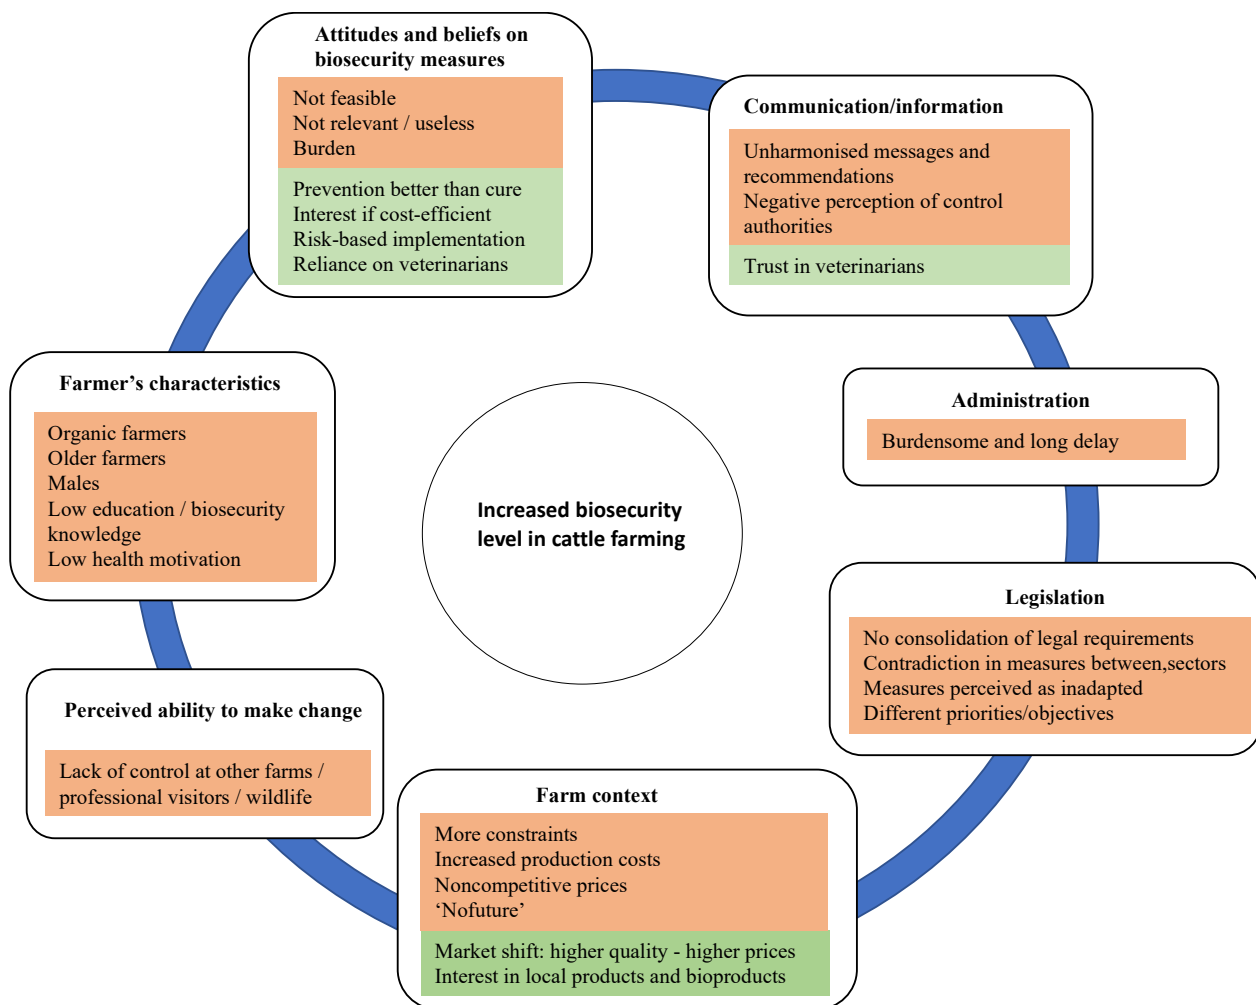 Attitudes and beliefs on
biosecurity measures
Not feasible
Not relevant / useless
Burden
Prevention better than cure
Interest if cost-efficient
Risk-based implementation
Reliance on veterinarians
Communication/information
Unharmonised messages and
recommendations
Negative perception of control
authorities
Trust in veterinarians
Administration
Burdensome and long delay
Legislation
No consolidation of legal requirements
Contradiction in measures between,sectors
Measures perceived as inadapted
Different priorities/objectives
Farm context
More constraints
Increased production costs
Noncompetitive prices
‘Nofuture’
Market shift: higher quality - higher prices
Interest in local products and bioproducts
Perceived ability to make change
Lack of control at other farms /
professional visitors / wildlife
Farmer’s characteristics
Organic farmers
Older farmers
Males
Low education / biosecurity
knowledge
Low health motivation
Increased biosecurity
level in cattle farming